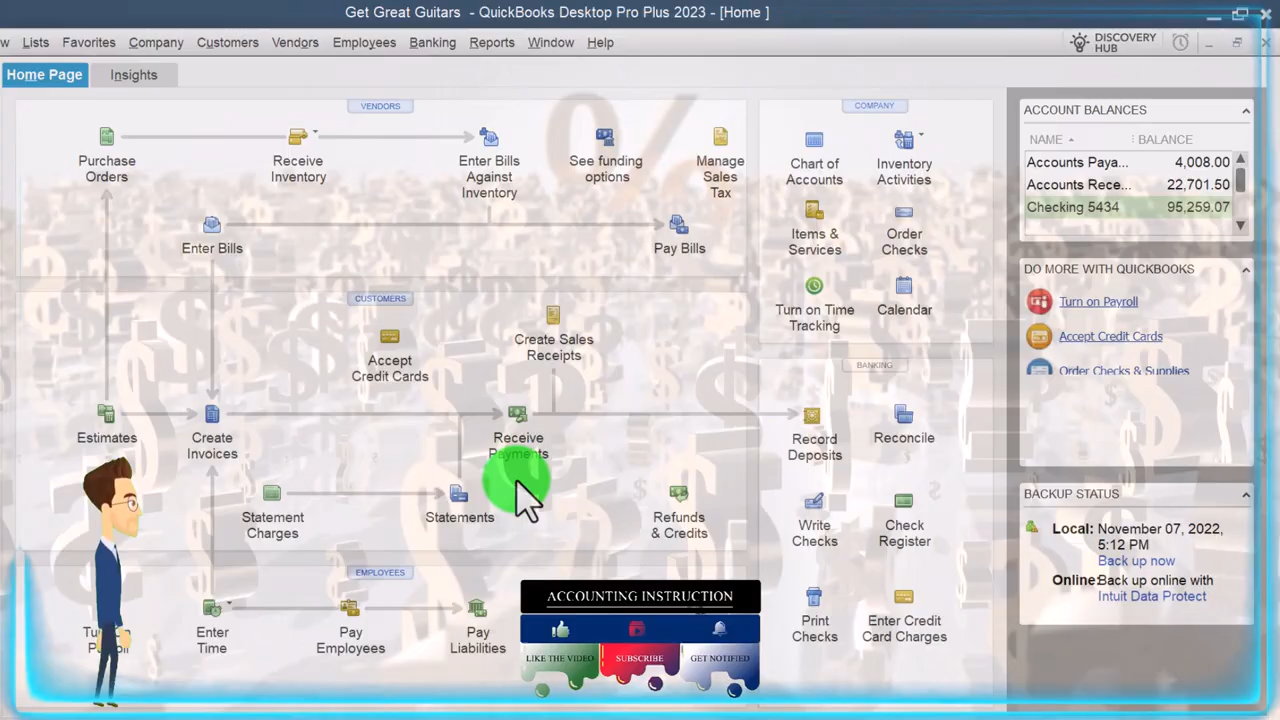 Get Great Guitars - QuickBooks Desktop Pro Plus 2023 - [Home ]
w Lists Favorites Company Customers Vendors Employees Banking Reports Window Help
DISCOVERY
HUB
Home Page Insights
VENDORS
Purchase
Orders
Receive
Inventory
Enter Bills
Against
Inventory
See funding
options
Manage
Sales
Tax
Enter Bills
Pay Bills
CUSTOMERS
Accept
Credit Cards
Create Sales
Receipts
Estimates
Create
Invoices
Receive
Payments
Statement
Charges
Statements
Refunds
& Credits
EMPLOYEES
Enter
Time
Pay
Employees
Pay
Liabilities
COMPANY
Chart of
Accounts
Inventory
Activities
Items &
Services
Order
Checks
Turn on Time
Tracking
Calendar
BANKING
Record
Deposits
Reconcile
Write
Checks
Check
Register
Print
Checks
Enter Credit
Card Charges
ACCOUNT BALANCES
NAME BALANCE
Accounts Paya... 4,008.00
Accounts Rece... 22,701.50
Checking 5434 95,259.07
DO MORE WITH QUICKBOOKS
Turn on Payroll
Accept Credit Cards
Order Checks & Supplies
BACKUP STATUS
Local: November 07, 2022,
5:12 PM
Back up now
Online: Back up online with
Intuit Data Protect
ACCOUNTING INSTRUCTION
LIKE THE VIDEO SUBSCRIBE GET NOTIFIED